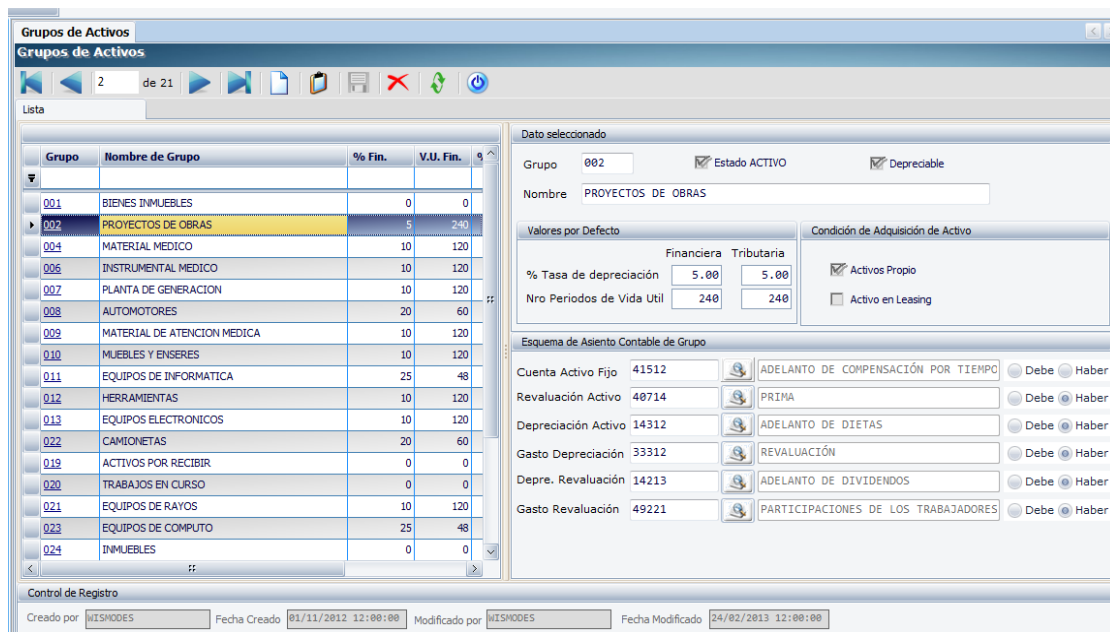 Grupos de Activos
Grupos de Activos
2 de 21
Lista
Grupo Nombre de Grupo % Fin. V.U. Fin. %
001 BIENES INMUEBLES 0 0
002 PROYECTOS DE OBRAS 5 240
004 MATERIAL MEDICO 10 120
006 INSTRUMENTAL MEDICO 10 120
007 PLANTA DE GENERACION 10 120
008 AUTOMOTORES 20 60
009 MATERIAL DE ATENCION MEDICA 10 120
010 MUEBLES Y ENSERES 10 120
011 EQUIPOS DE INFORMATICA 25 48
012 HERRAMIENTAS 10 120
013 EQUIPOS ELECTRONICOS 10 120
022 CAMIONETAS 20 60
019 ACTIVOS POR RECIBIR 0 0
020 TRABAJOS EN CURSO 0 0
021 EQUIPOS DE RAYOS 10 120
023 EQUIPOS DE COMPUTO 25 48
024 INMUEBLES 0 0
Dato seleccionado
Grupo 002 Estado ACTIVO Depreciable
Nombre PROYECTOS DE OBRAS
Valores por Defecto
Financiera Tributaria
% Tasa de depreciación 5.00 5.00
Nro Periodos de Vida Util 240 240
Condición de Adquisición de Activo
Activos Propio
Activo en Leasing
Esquema de Asiento Contable de Grupo
Cuenta Activo Fijo 41512 ADELANTO DE COMPENSACIÓN POR TIEMPO Debe Haber
Revaluación Activo 40714 PRIMA Debe Haber
Depreciación Activo 14312 ADELANTO DE DIETAS Debe Haber
Gasto Depreciación 33312 REVALUACIÓN Debe Haber
Depre. Revaluación 14213 ADELANTO DE DIVIDENDOS Debe Haber
Gasto Revaluación 49221 PARTICIPACIONES DE LOS TRABAJADORES Debe Haber
Control de Registro
Creado por WISMODES Fecha Creado 01/11/2012 12:00:00 Modificado por WISMODES Fecha Modificado 24/02/2013 12:00:00